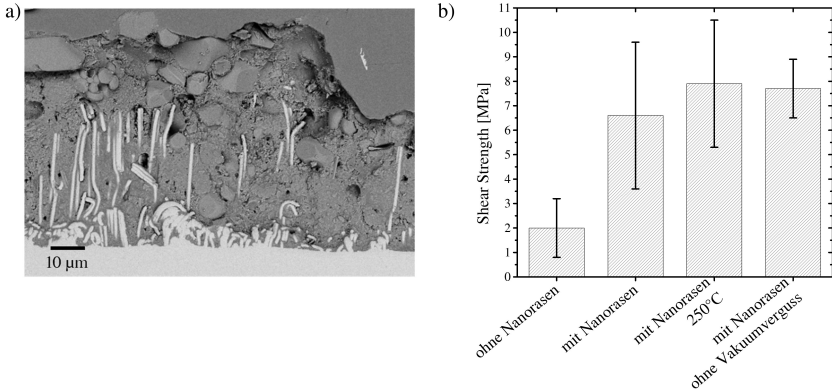 a)
10 µm
b)
Shear Strength [MPa]
11
10
9
8
7
6
5
4
3
2
1
0
ohne Nanorasen
mit Nanorasen
mit Nanorasen
250°C
mit Nanorasen
ohne Vakuumverguss